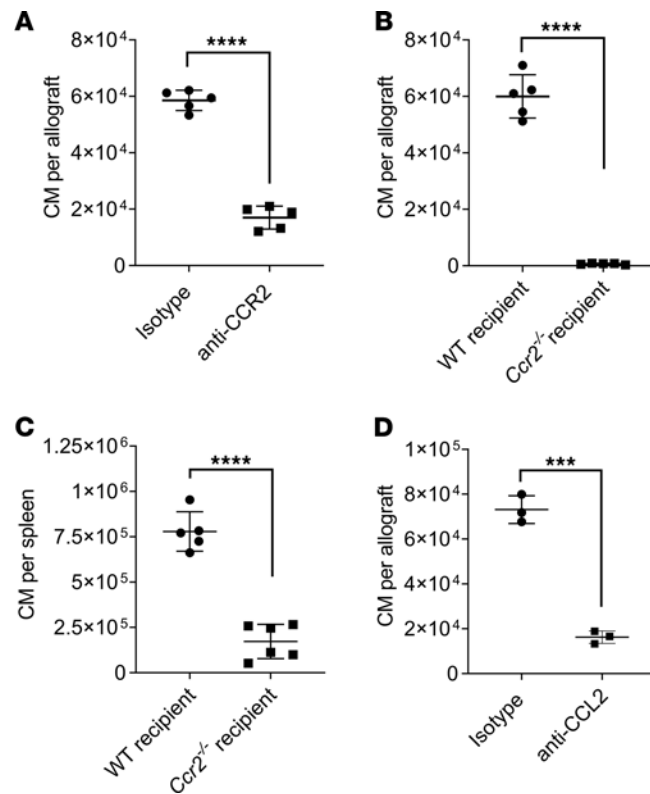 A
CM per allograft
8×10⁴
6×10⁴
4×10⁴
2×10⁴
0
****
Isotype
anti-CCR2
B
CM per allograft
8×10⁴
6×10⁴
4×10⁴
2×10⁴
0
****
WT recipient
Ccr2⁻/⁻ recipient
C
CM per spleen
1.25×10⁶
1×10⁶
7.5×10⁵
5×10⁵
2.5×10⁵
0
****
WT recipient
Ccr2⁻/⁻ recipient
D
CM per allograft
1×10⁵
8×10⁴
6×10⁴
4×10⁴
2×10⁴
0
***
Isotype
anti-CCL2